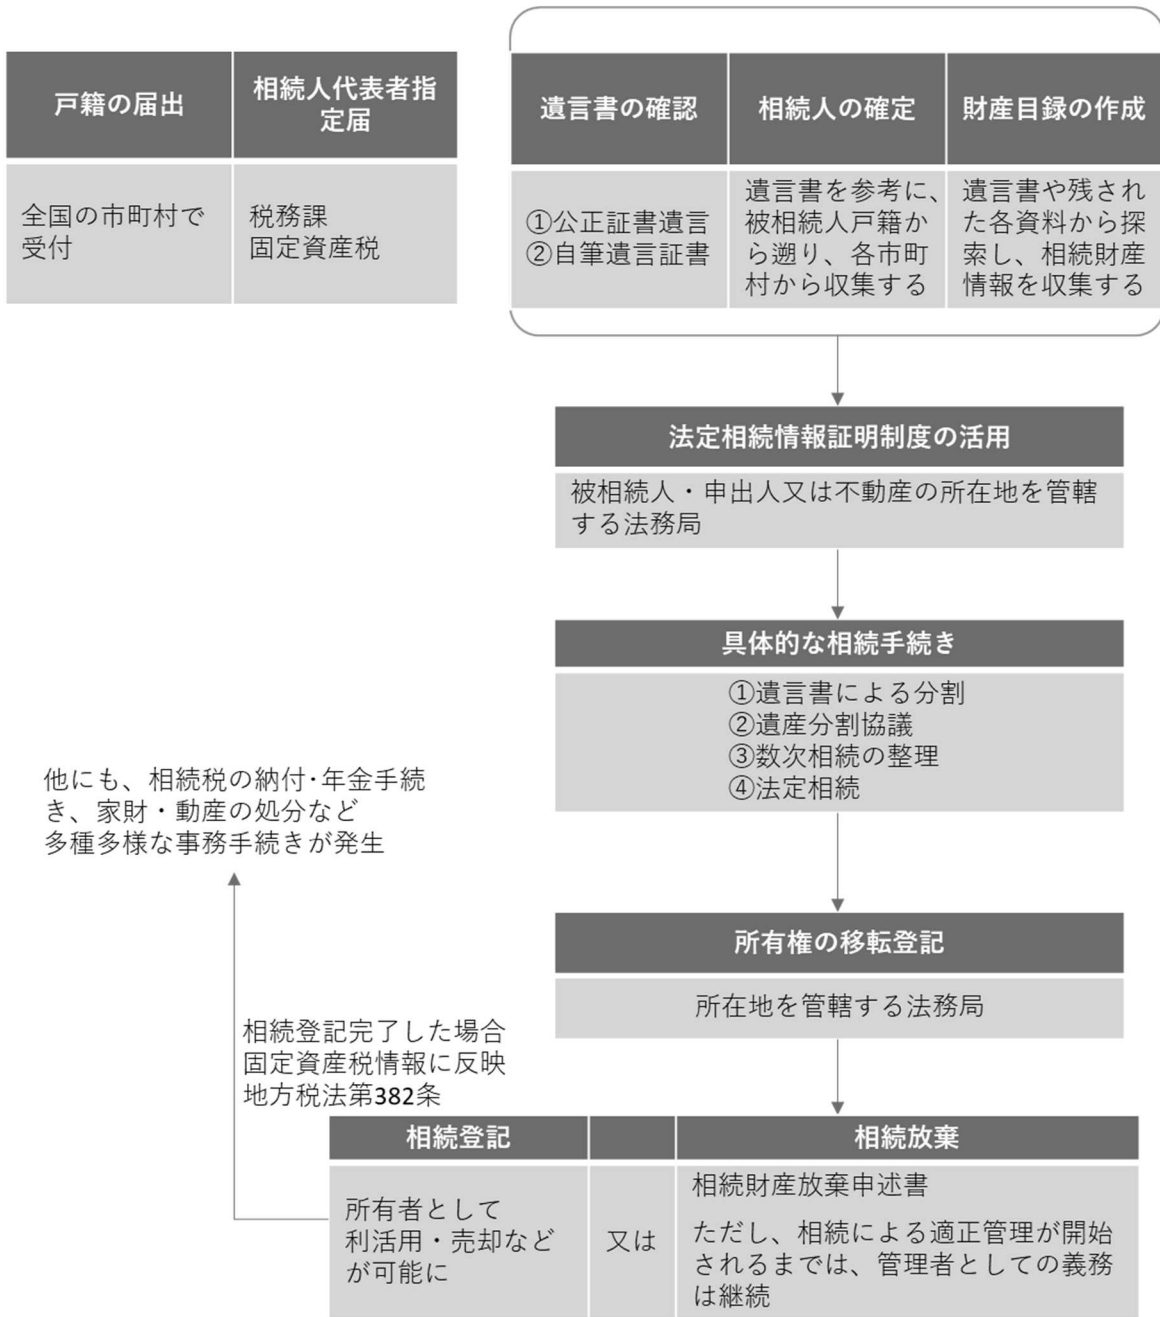 戸籍の届出
相続人代表者指
定届
全国の市町村で
受付
税務課
固定資産税
遺言書の確認
相続人の確定
財産目録の作成
①公正証書遺言
②自筆遺言証書
遺言書を参考に、
被相続人戸籍か
ら遡り、各市町
村から収集する
遺言書や残され
た各資料から探
索し、相続財産
情報を収集する
法定相続情報証明制度の活用
被相続人・申出人又は不動産の所在地を管轄
する法務局
具体的な相続手続き
①遺言書による分割
②遺産分割協議
③数次相続の整理
④法定相続
他にも、相続税の納付･年金手続
き、家財・動産の処分など
多種多様な事務手続きが発生
所有権の移転登記
所在地を管轄する法務局
相続登記完了した場合
固定資産税情報に反映
地方税法第382条
相続登記
相続放棄
所有者として
利活用・売却など
が可能に
又は
相続財産放棄申述書
ただし、相続による適正管理が開始
されるまでは、管理者としての義務
は継続